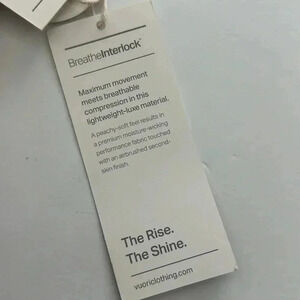 BreatheInterlock™
Maximum movement
meets breathable
compression in this
lightweight-luxe material.
A peachy-soft feel results in
a premium moisture-wicking
performance fabric touched
with an airbrushed second-
skin finish.
The Rise.
The Shine.
vuoriclothing.com